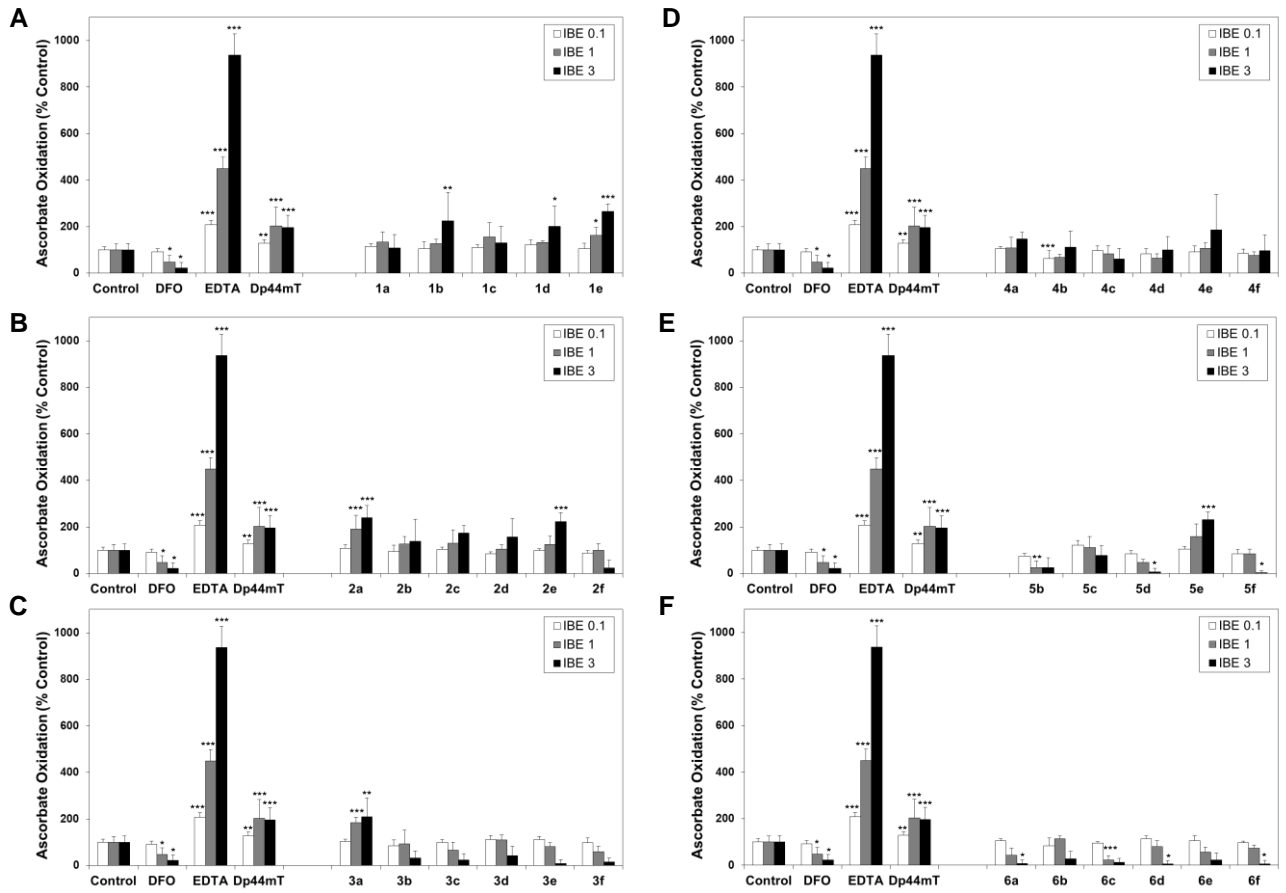 A
Ascorbate Oxidation (% Control)
1000
800
600
400
200
0
IBE 0.1
IBE 1
IBE 3
* * *** *** *** ** *** *** ** * * ***
Control DFO EDTA Dp44mT 1a 1b 1c 1d 1e
B
Ascorbate Oxidation (% Control)
1000
800
600
400
200
0
IBE 0.1
IBE 1
IBE 3
* * *** *** *** ** *** *** *** *** ***
Control DFO EDTA Dp44mT 2a 2b 2c 2d 2e 2f
C
Ascorbate Oxidation (% Control)
1000
800
600
400
200
0
IBE 0.1
IBE 1
IBE 3
* * *** *** *** ** *** *** *** **
Control DFO EDTA Dp44mT 3a 3b 3c 3d 3e 3f
D
Ascorbate Oxidation (% Control)
1000
800
600
400
200
0
IBE 0.1
IBE 1
IBE 3
* * *** *** *** ** *** *** ***
Control DFO EDTA Dp44mT 4a 4b 4c 4d 4e 4f
E
Ascorbate Oxidation (% Control)
1000
800
600
400
200
0
IBE 0.1
IBE 1
IBE 3
* * *** *** *** ** *** *** ** * *** *
Control DFO EDTA Dp44mT 5b 5c 5d 5e 5f
F
Ascorbate Oxidation (% Control)
1000
800
600
400
200
0
IBE 0.1
IBE 1
IBE 3
* * *** *** *** ** *** *** * *** * *
Control DFO EDTA Dp44mT 6a 6b 6c 6d 6e 6f